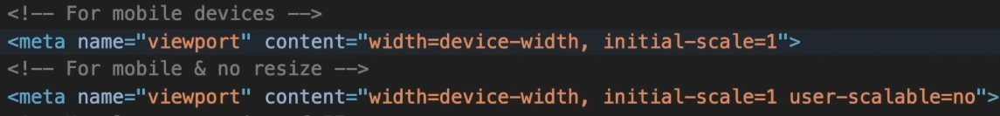 <!-- For mobile devices -->
<meta name="viewport" content="width=device-width, initial-scale=1">
<!-- For mobile & no resize -->
<meta name="viewport" content="width=device-width, initial-scale=1 user-scalable=no">